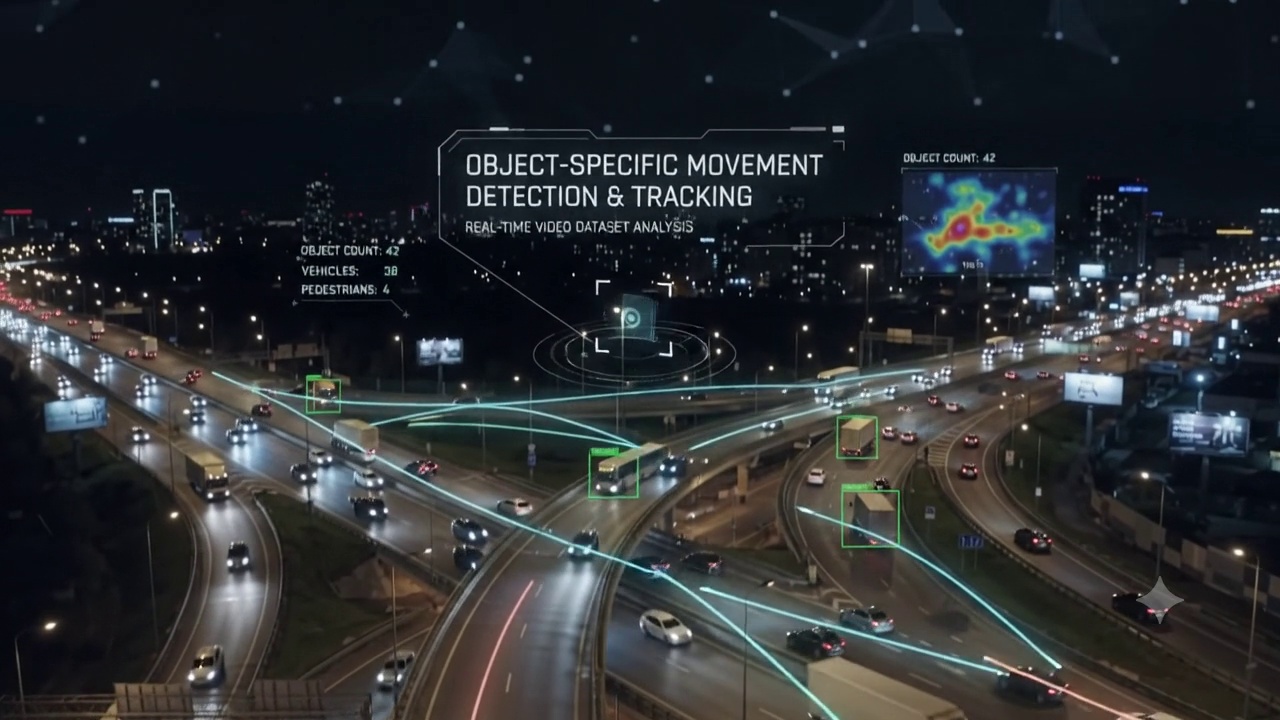 OBJECT-SPECIFIC MOVEMENT
DETECTION & TRACKING
REAL-TIME VIDEO DATASET ANALYSIS
OBJECT COUNT: 42
OBJECT COUNT: 42
VEHICLES: 38
PEDESTRIANS: 4